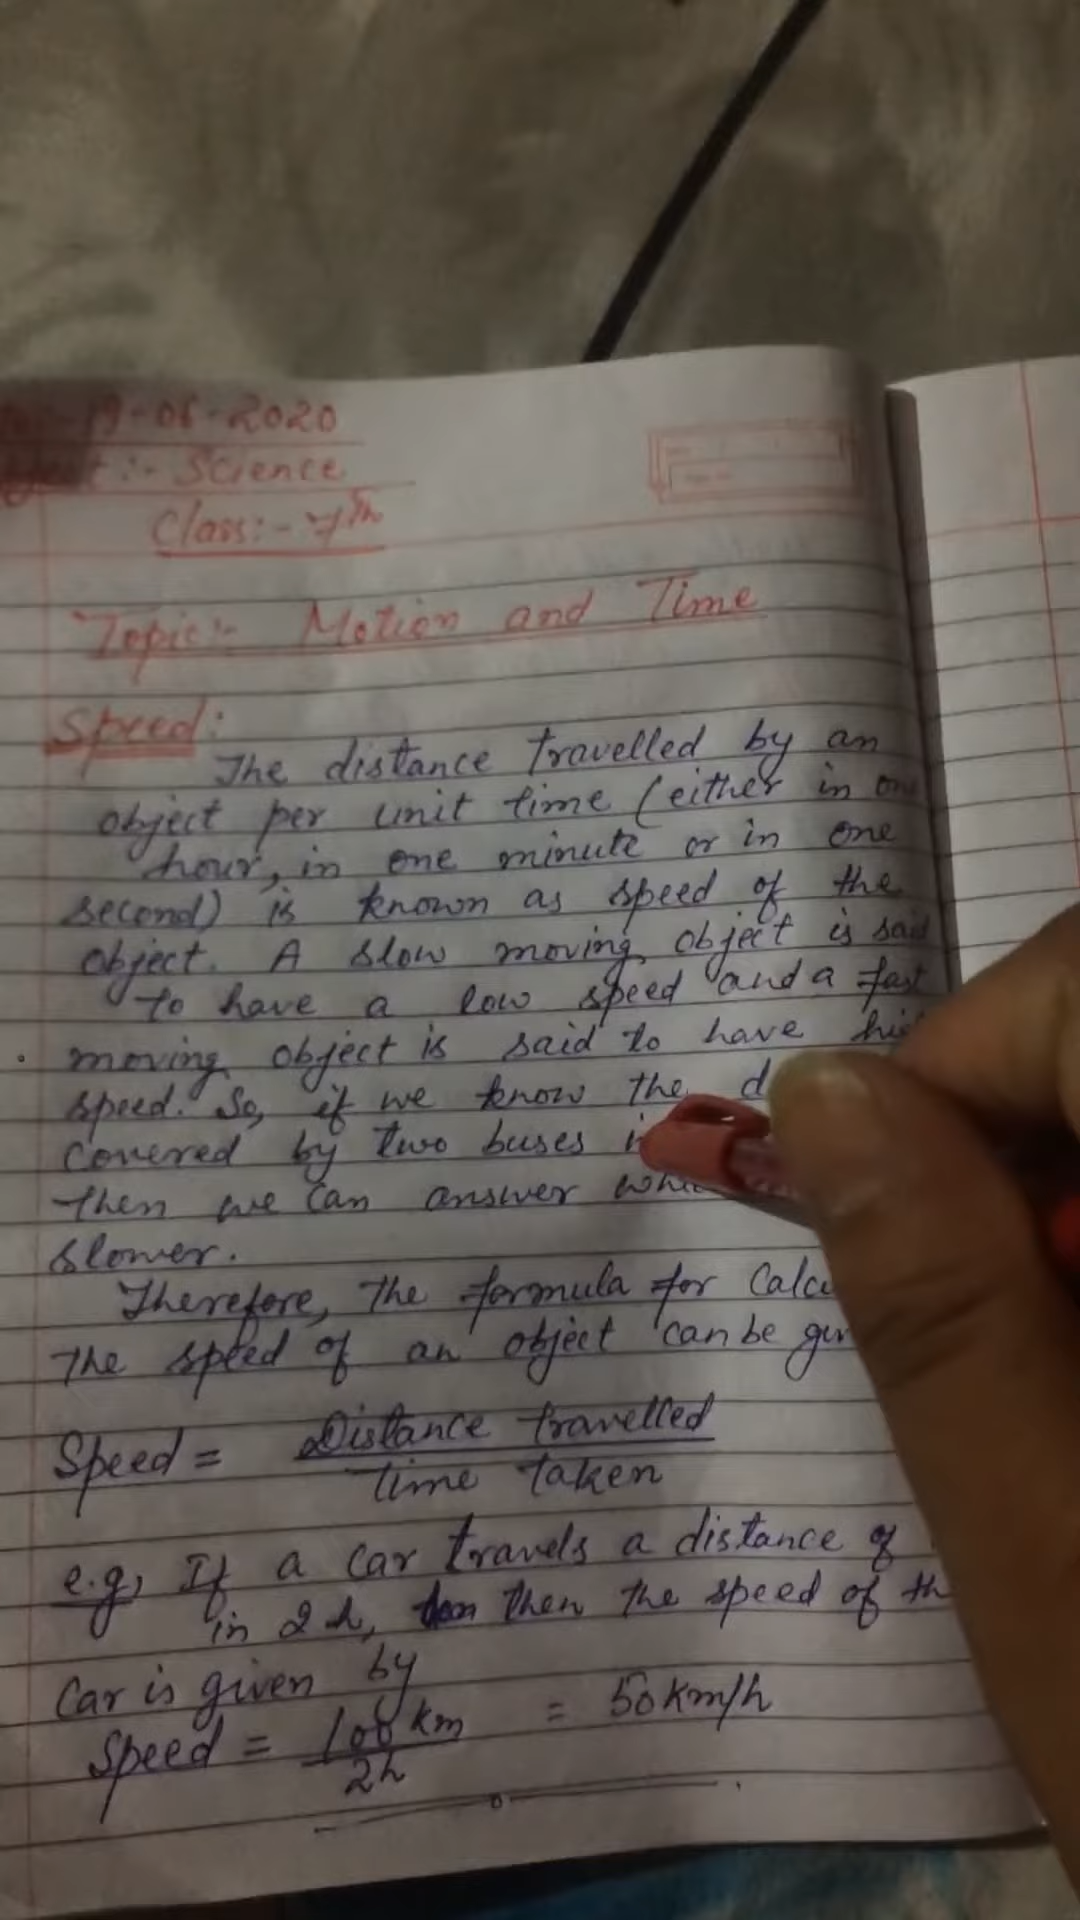 19-06-2020
:- Science
Class:- 7th
Topic:- Motion and Time
Speed:
The distance travelled by an
object per unit time (either in one
hour, in one minute or in one
second) is known as speed of the
object. A slow moving object is said
to have a low speed and a fast
moving object is said to have
speed. So, if we know the
covered by two buses
then we can answer
slower.
Therefore, the formula for
the speed of an object can be
Speed = Distance travelled
Time taken
e.g, If a car travels a distance of
in 2h, then the speed of
Car is given by
Speed = 100 km = 50 km/h
2h